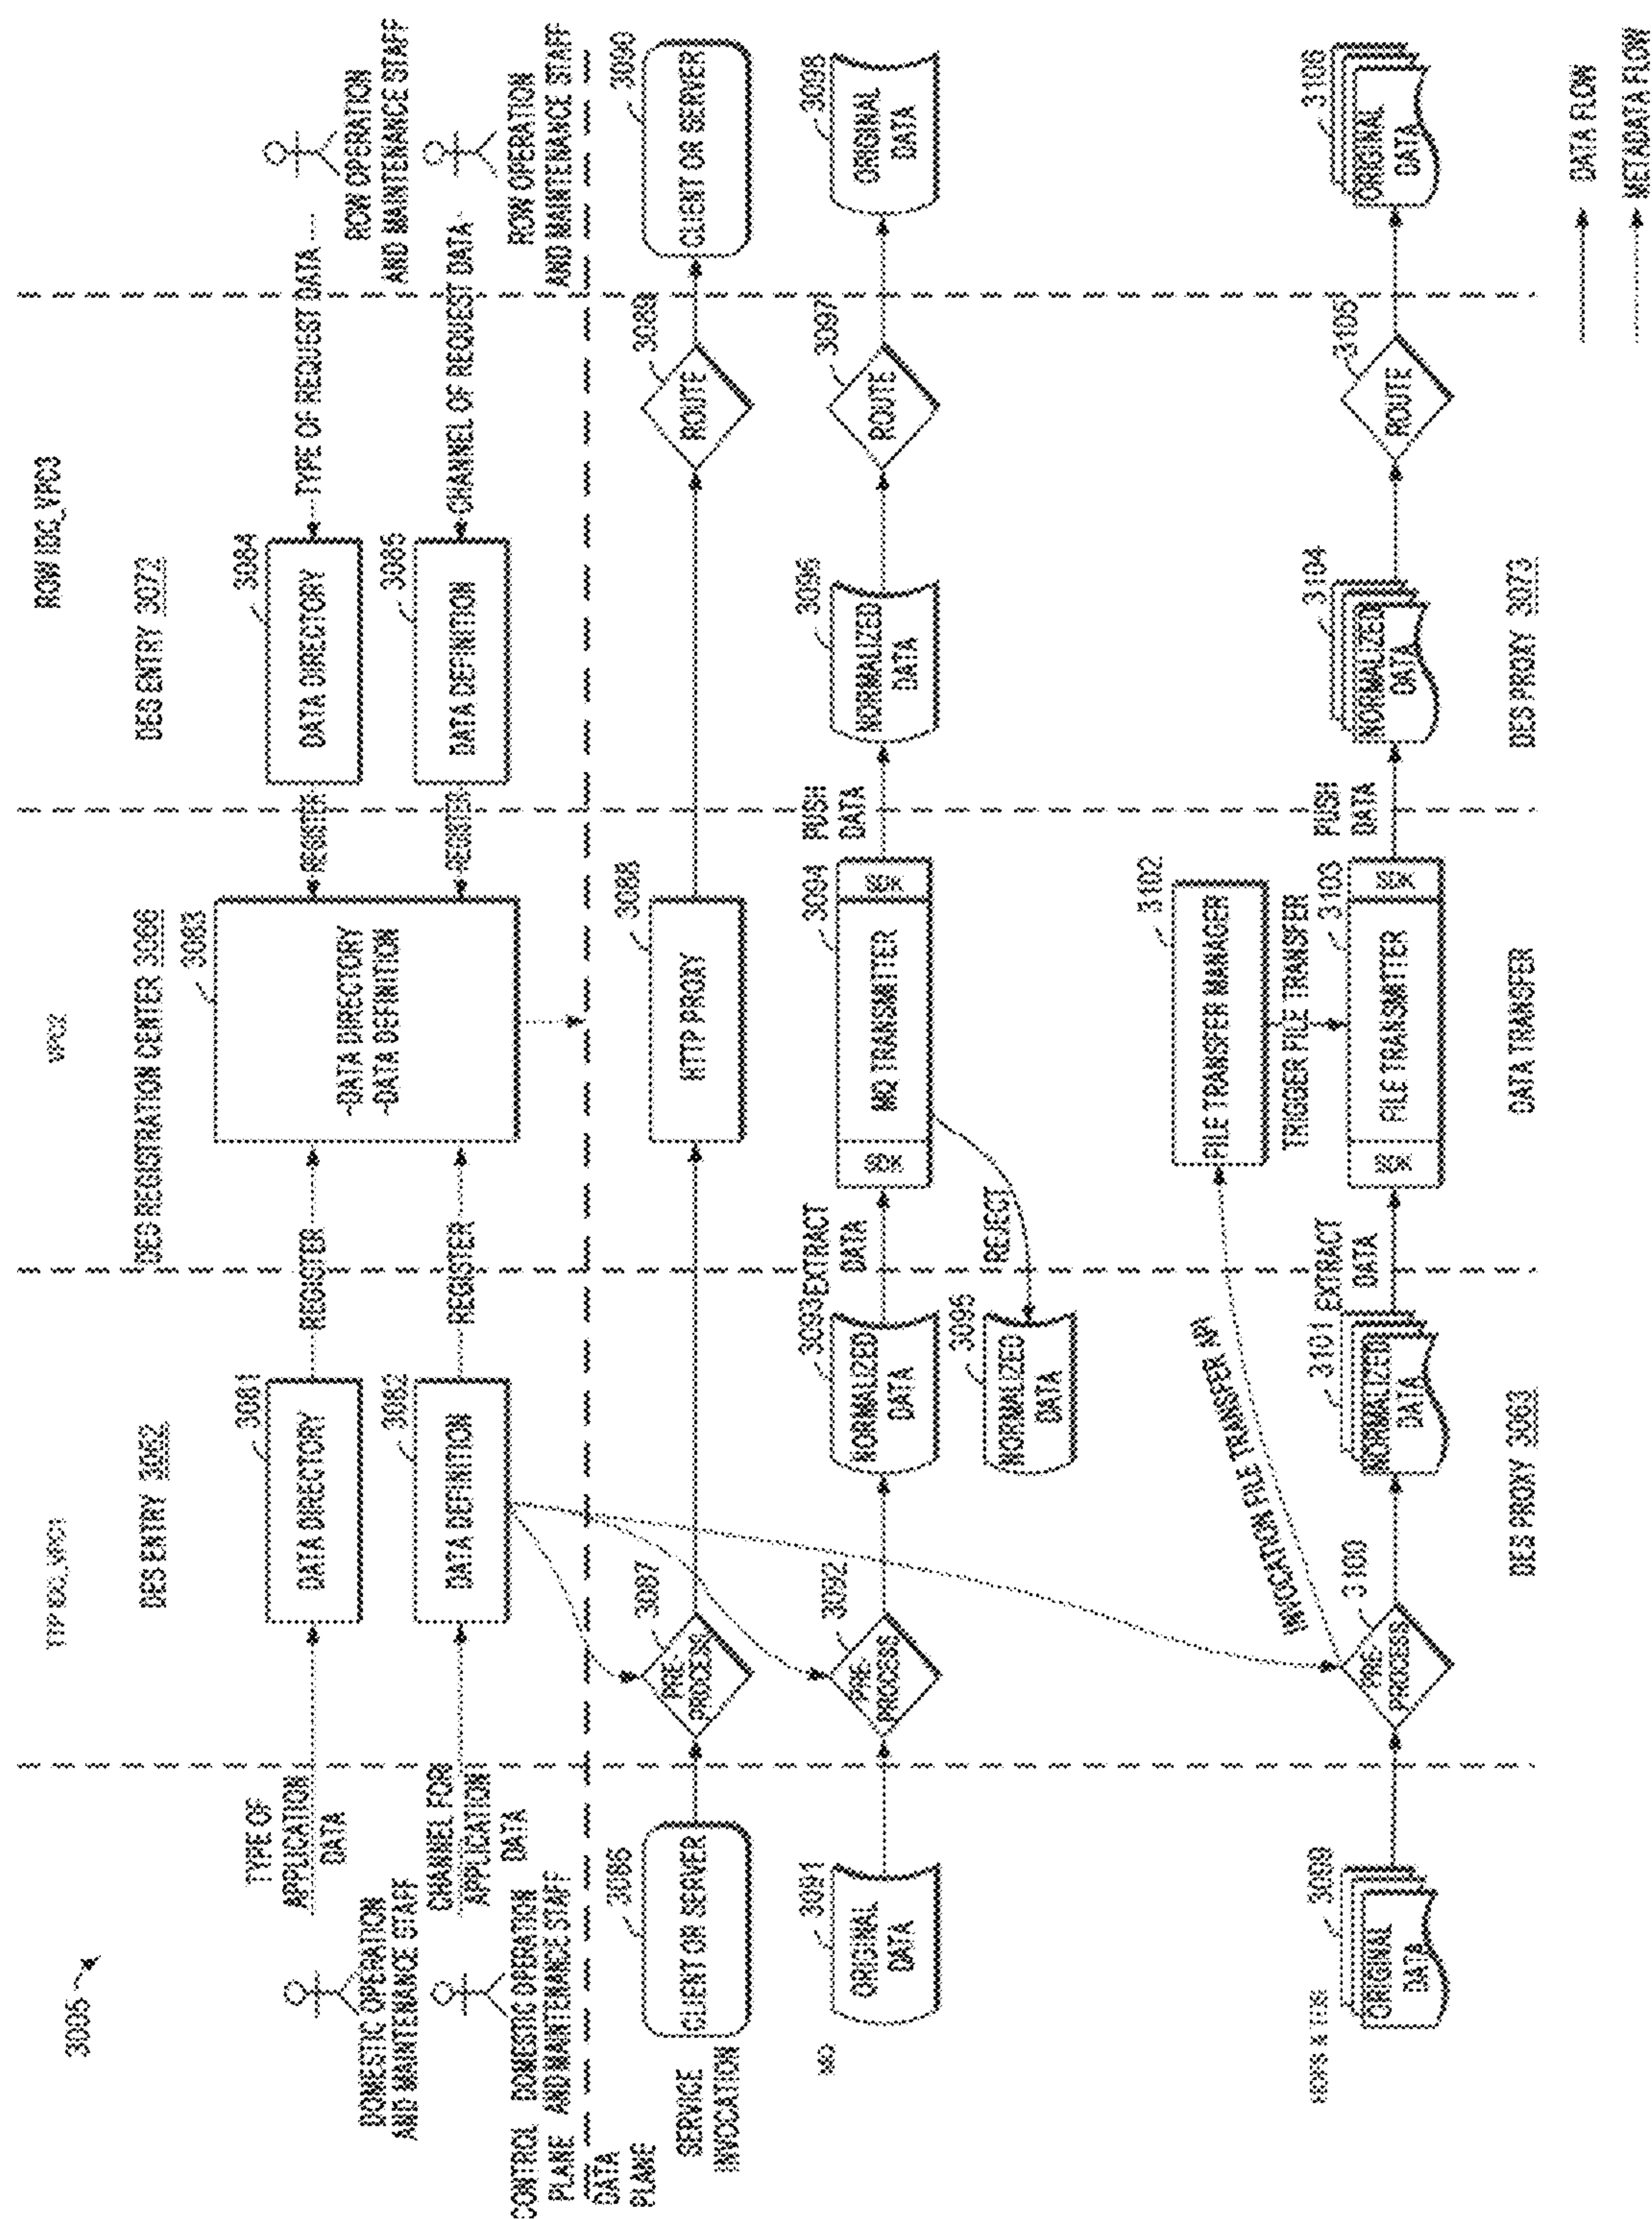 3005
TTP IDC_VPC1
VPC2
ROW IDC_VPC3
DES ENTRY 3062
DES REGISTRATION CENTER 3066
DES ENTRY 3072
TYPE OF
APPLICATION
DATA
3081
DATA DIRECTORY
REGISTER
3083
-DATA DIRECTORY
-DATA DEFINITION
REGISTER
3084
DATA DIRECTORY
TYPE OF REQUEST DATA
ROW OPERATION
AND MAINTENANCE STAFF
DOMESTIC OPERATION
AND MAINTENANCE STAFF
CHANNEL FOR
APPLICATION
DATA
3082
DATA DEFINITION
REGISTER
REGISTER
3085
DATA DEFINITION
CHANNEL OF REQUEST DATA
ROW OPERATION
AND MAINTENANCE STAFF
DOMESTIC OPERATION
AND MAINTENANCE STAFF
CONTROL
PLANE
DATA
PLANE
SERVICE
INVOCATION
CLIENT OR SERVER
3087
PRE-
PROCESS
3088
HTTP PROXY
3089
ROUTE
3090
CLIENT OR SERVER
MQ
3091
ORIGINAL
DATA
3092
PRE-
PROCESS
3093
NORMALIZED
DATA
EXTRACT
DATA
3094
MQ TRANSMITTER
PUSH
DATA
3096
NORMALIZED
DATA
3097
ROUTE
3098
ORIGINAL
DATA
REJECT
3095
NORMALIZED
DATA
INVOCATION FILE TRANSFER API
3102
FILE TRANSFER MANAGER
TRIGGER FILE TRANSFER
3099
ORIGINAL
DATA
3100
PRE-
PROCESS
3101
NORMALIZED
DATA
EXTRACT
DATA
3103
FILE TRANSMITTER
PUSH
DATA
3104
NORMALIZED
DATA
3105
ROUTE
3106
ORIGINAL
DATA
DES PROXY 3063
DATA TRANSFER
DES PROXY 3073
DATA FLOW
METADATA FLOW